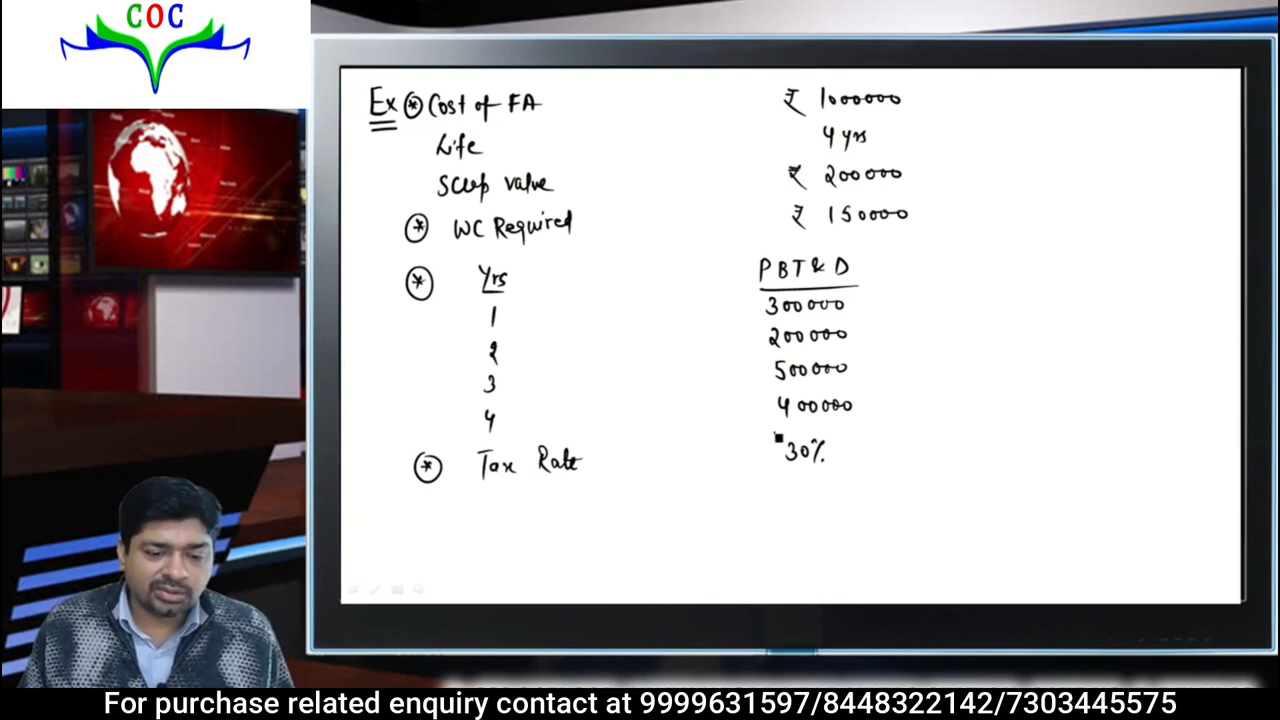 COC
Ex * Cost of FA ₹ 1000000
Life 4 yrs
Scrap value ₹ 200000
* WC Required ₹ 150000
* Yrs PBT & D
1 300000
2 200000
3 500000
4 400000
* Tax Rate 30%
For purchase related enquiry contact at 9999631597/8448322142/7303445575